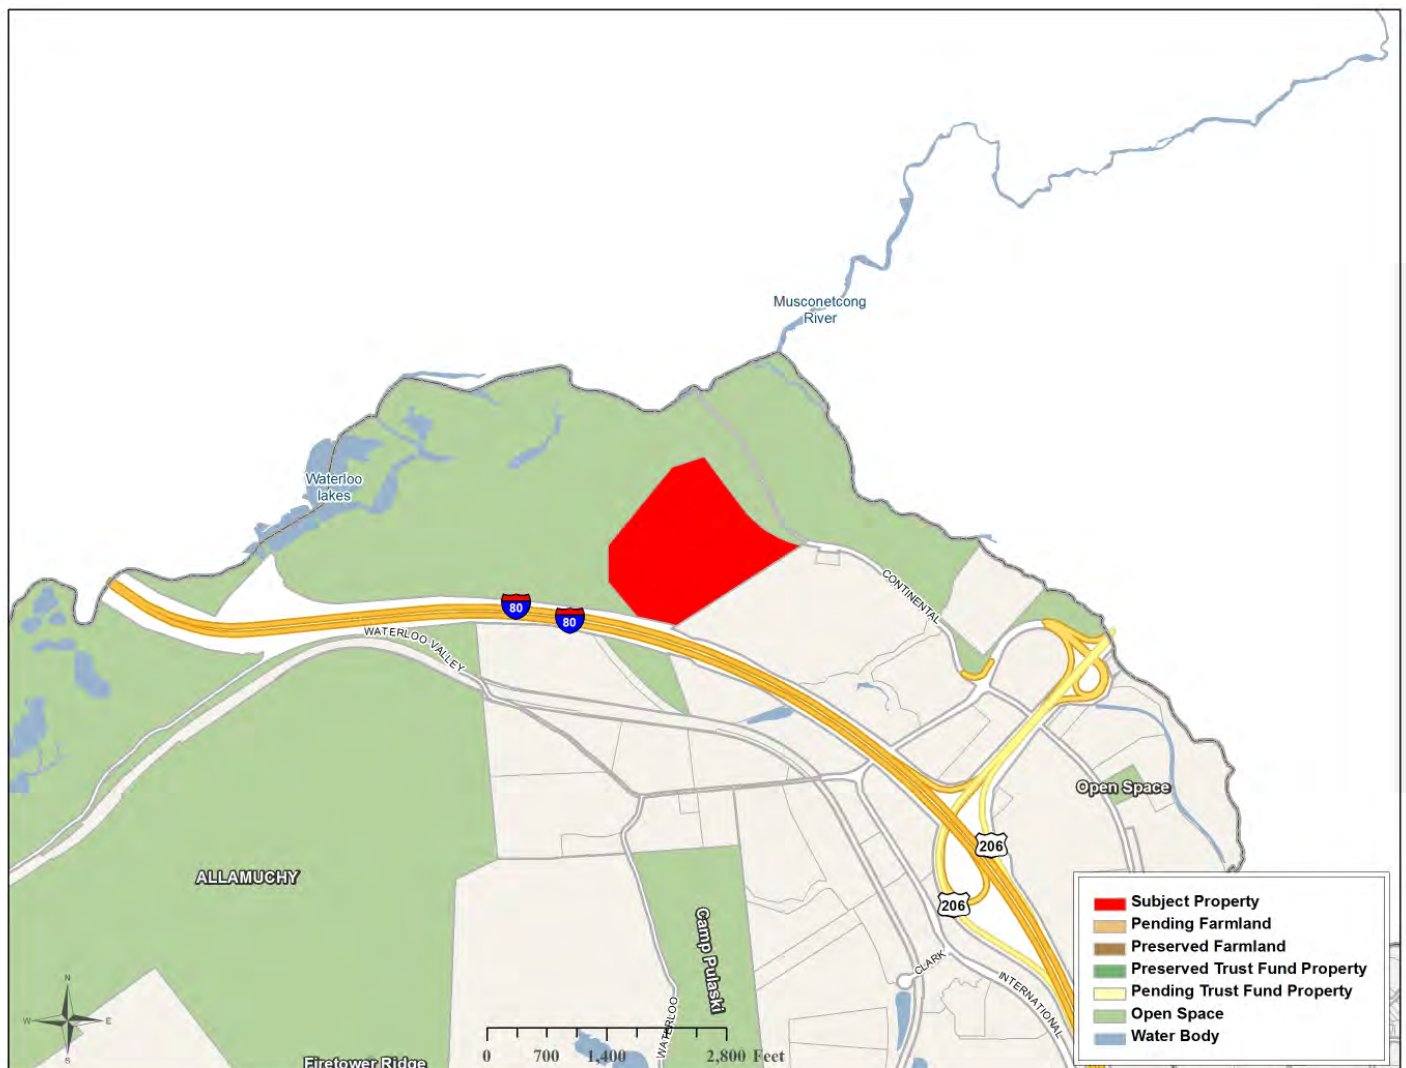 Musconetcong
River
Waterloo
lakes
CONTINENTAL
80
80
WATERLOO VALLEY
Open Space
206
ALLAMUCHY
206
Camp Pulaski
CLARK
INTERNATIONAL
WATERLOO
Firetower Ridge
N
W
E
S
0 700 1,400 2,800 Feet
Subject Property
Pending Farmland
Preserved Farmland
Preserved Trust Fund Property
Pending Trust Fund Property
Open Space
Water Body